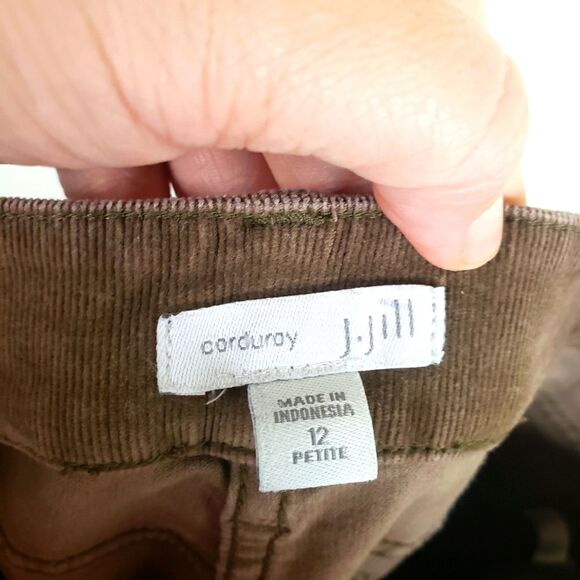 corduroy J.Jill
MADE IN
INDONESIA
12
PETITE